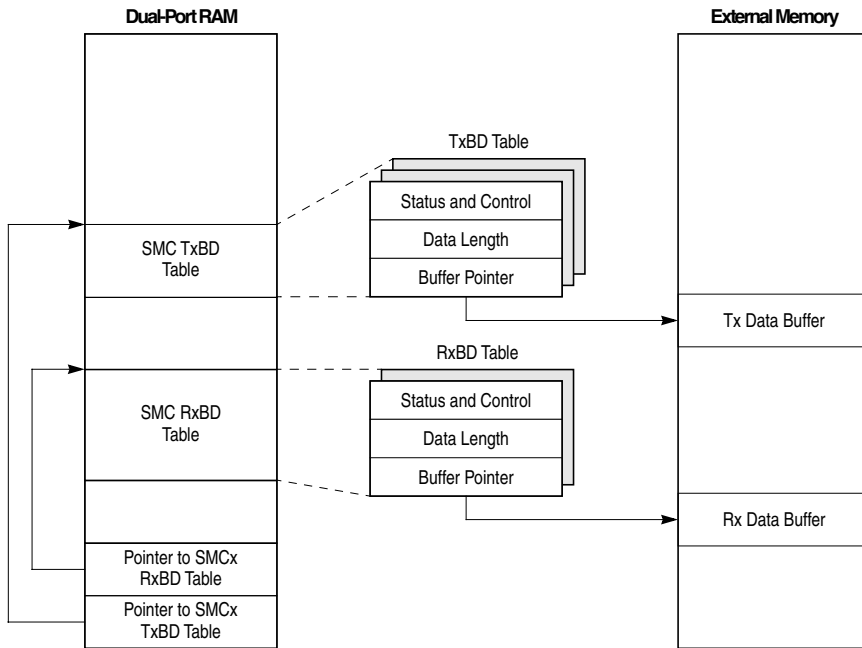 Dual-Port RAM
External Memory
TxBD Table
Status and Control
Data Length
Buffer Pointer
SMC TxBD
Table
Tx Data Buffer
RxBD Table
Status and Control
Data Length
Buffer Pointer
SMC RxBD
Table
Rx Data Buffer
Pointer to SMCx
RxBD Table
Pointer to SMCx
TxBD Table